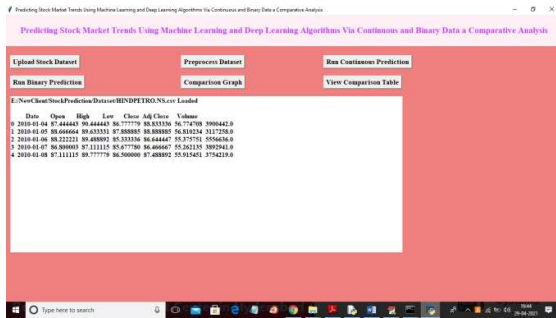 Predicting Stock Market Trends Using Machine Learning and Deep Learning Algorithms Via Continuous and Binary Data a Comparative Analysis
Predicting Stock Market Trends Using Machine Learning and Deep Learning Algorithms Via Continuous and Binary Data a Comparative Analysis
Upload Stock Dataset
Preprocess Dataset
Run Continuous Prediction
Run Binary Prediction
Comparison Graph
View Comparison Table
E:/NewClient/StockPrediction/Dataset/HINDPETRO.NS.csv Loaded
Date Open High Low Close Adj Close Volume
0 2010-01-04 87.444443 90.444443 86.777779 88.833336 56.774708 3900442.0
1 2010-01-05 88.666664 89.633331 87.888885 88.888885 56.810234 3117258.0
2 2010-01-06 88.222221 89.488892 85.333336 86.644447 55.375751 5556636.0
3 2010-01-07 86.800003 87.111115 85.677780 86.466667 55.262135 3892941.0
4 2010-01-08 87.111115 89.777779 86.500000 87.488892 55.915451 3754219.0
Type here to search
19:44
29-04-2021